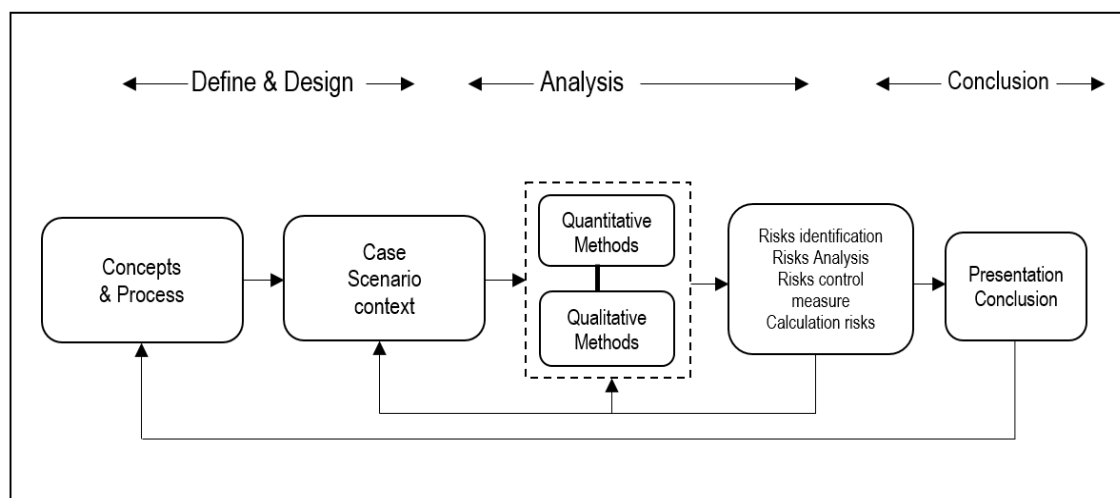 Define & Design
Analysis
Conclusion
Concepts
& Process
Case
Scenario
context
Quantitative
Methods
Qualitative
Methods
Risks identification
Risks Analysis
Risks control
measure
Calculation risks
Presentation
Conclusion